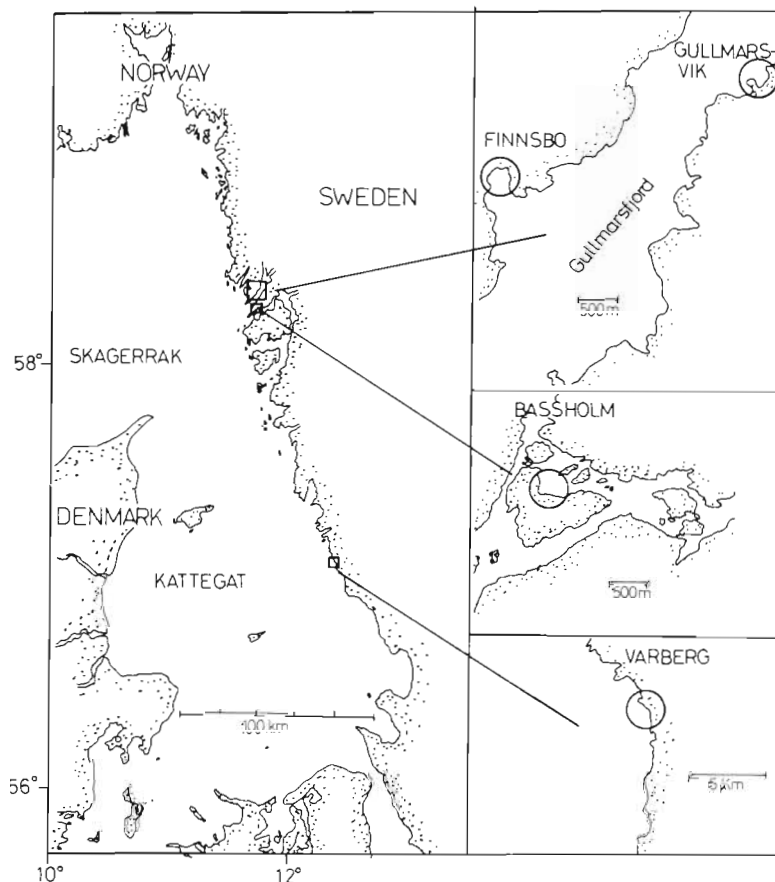 NORWAY
SWEDEN
SKAGERRAK
DENMARK
KATTEGAT
100 km
58°
56°
10°
12°
GULLMARS-
VIK
FINNSBO
Gullmarsfjord
500m
BASSHOLM
500m
VARBERG
5 Km